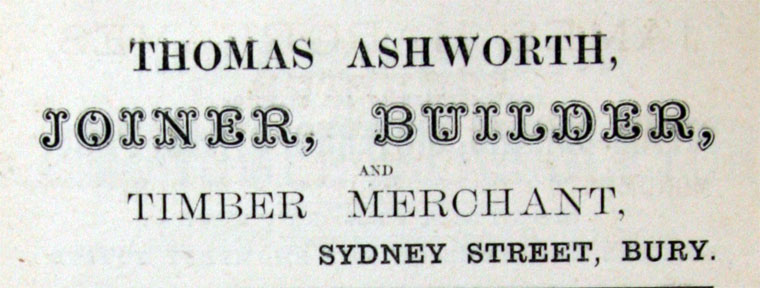 THOMAS ASHWORTH,
JOINER, BUILDER,
AND
TIMBER MERCHANT,
SYDNEY STREET, BURY.